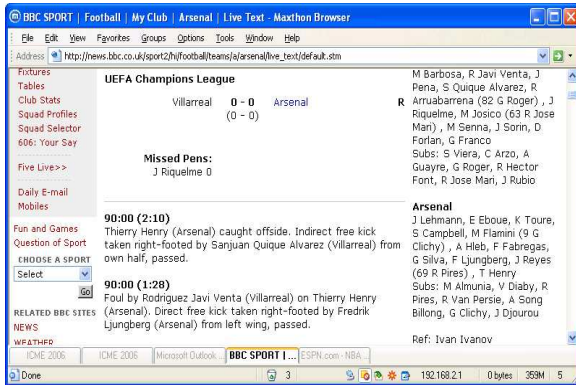 BBC SPORT | Football | My Club | Arsenal | Live Text - Maxthon Browser
File Edit View Favorites Groups Options Tools Window Help
Address http://news.bbc.co.uk/sport2/hi/football/teams/a/arsenal/live_text/default.stm
Fixtures
Tables
Club Stats
Squad Profiles
Squad Selector
606: Your Say
Five Live>>
Daily E-mail
Mobiles
Fun and Games
Question of Sport
CHOOSE A SPORT
Select
Go
RELATED BBC SITES
NEWS
WEATHER
UEFA Champions League
Villarreal 0 - 0 Arsenal R
(0 - 0)
Missed Pens:
J Riquelme 0
90:00 (2:10)
Thierry Henry (Arsenal) caught offside. Indirect free kick
taken right-footed by Sanjuan Quique Alvarez (Villarreal) from
own half, passed.
90:00 (1:28)
Foul by Rodriguez Javi Venta (Villarreal) on Thierry Henry
(Arsenal). Direct free kick taken right-footed by Fredrik
Ljungberg (Arsenal) from left wing, passed.
M Barbosa, R Javi Venta, J
Pena, S Quique Alvarez, R
Arruabarrena (82 G Roger) , J
Riquelme, M Josico (63 R Jose
Mari) , M Senna, J Sorin, D
Forlan, G Franco
Subs: S Viera, C Arzo, A
Guayre, G Roger, R Hector
Font, R Jose Mari, J Rubio
Arsenal
J Lehmann, E Eboue, K Toure,
S Campbell, M Flamini (9 G
Clichy) , A Hleb, F Fabregas,
G Silva, F Ljungberg, J Reyes
(69 R Pires) , T Henry
Subs: M Almunia, V Diaby, R
Pires, R Van Persie, A Song
Billong, G Clichy, J Djourou
Ref: Ivan Ivanov
ICME 2006 ICME 2006 Microsoft Outlook... BBC SPORT | ... ESPN.com - NBA ...
Done 3 192.168.2.1 0 bytes 359M 5